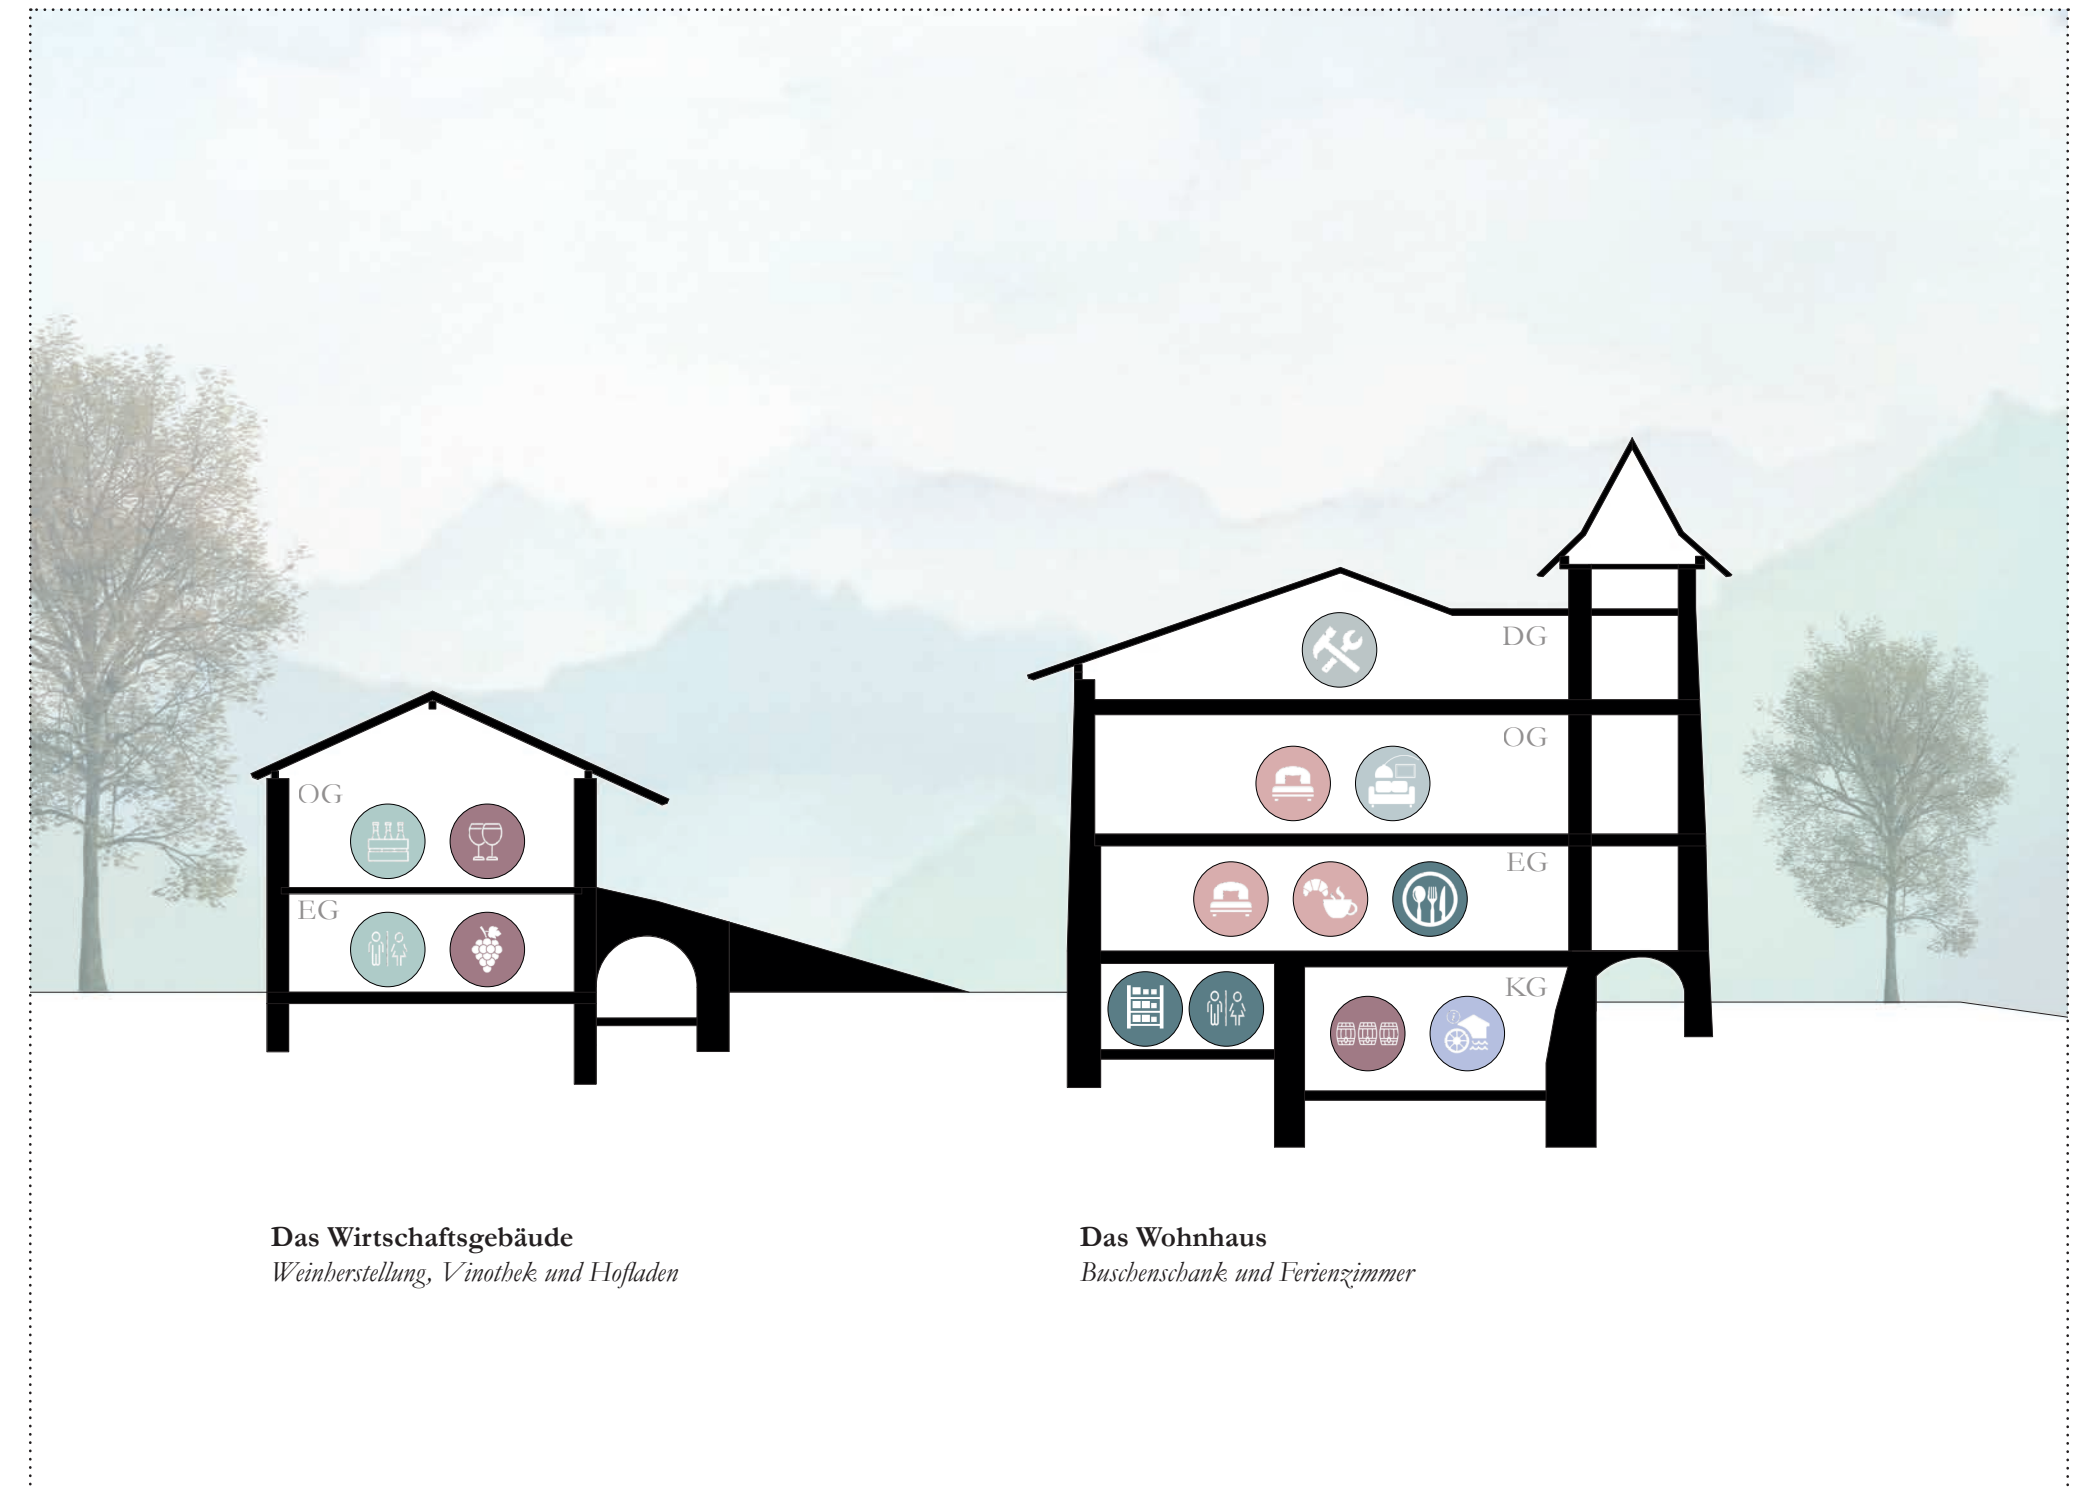 DG
OG
OG
EG
EG
KG
Das Wirtschaftsgebäude
Weinherstellung, Vinothek und Hofladen
Das Wohnhaus
Buschenschank und Ferienzimmer